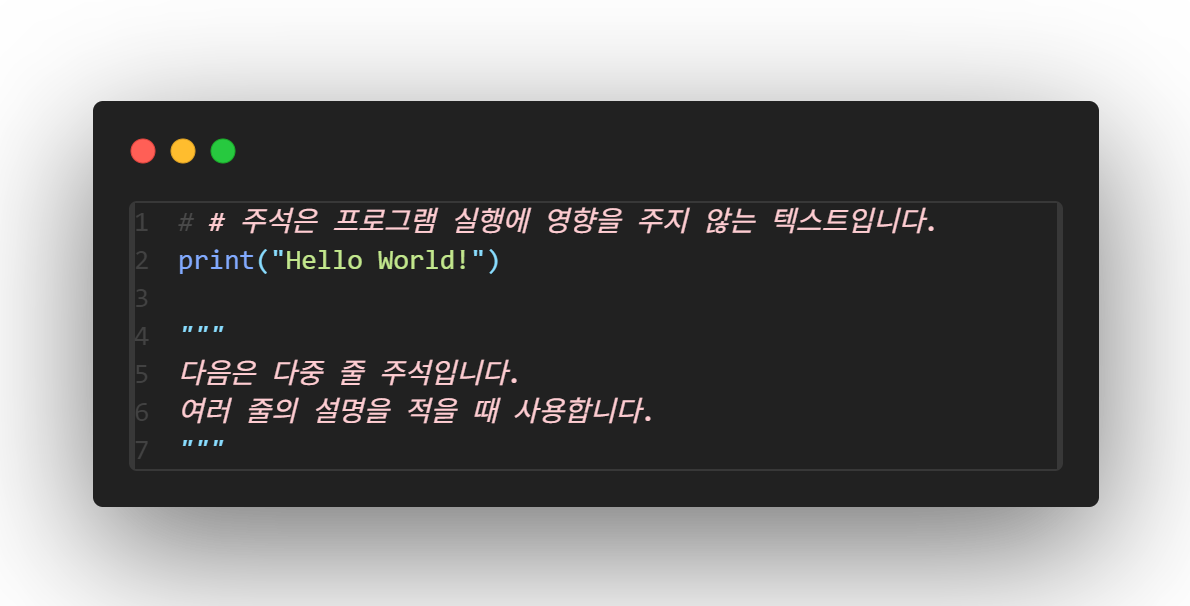 1 # # 주석은 프로그램 실행에 영향을 주지 않는 텍스트입니다.
2 print("Hello World!")
3
4 """
5 다음은 다중 줄 주석입니다.
6 여러 줄의 설명을 적을 때 사용합니다.
7 """